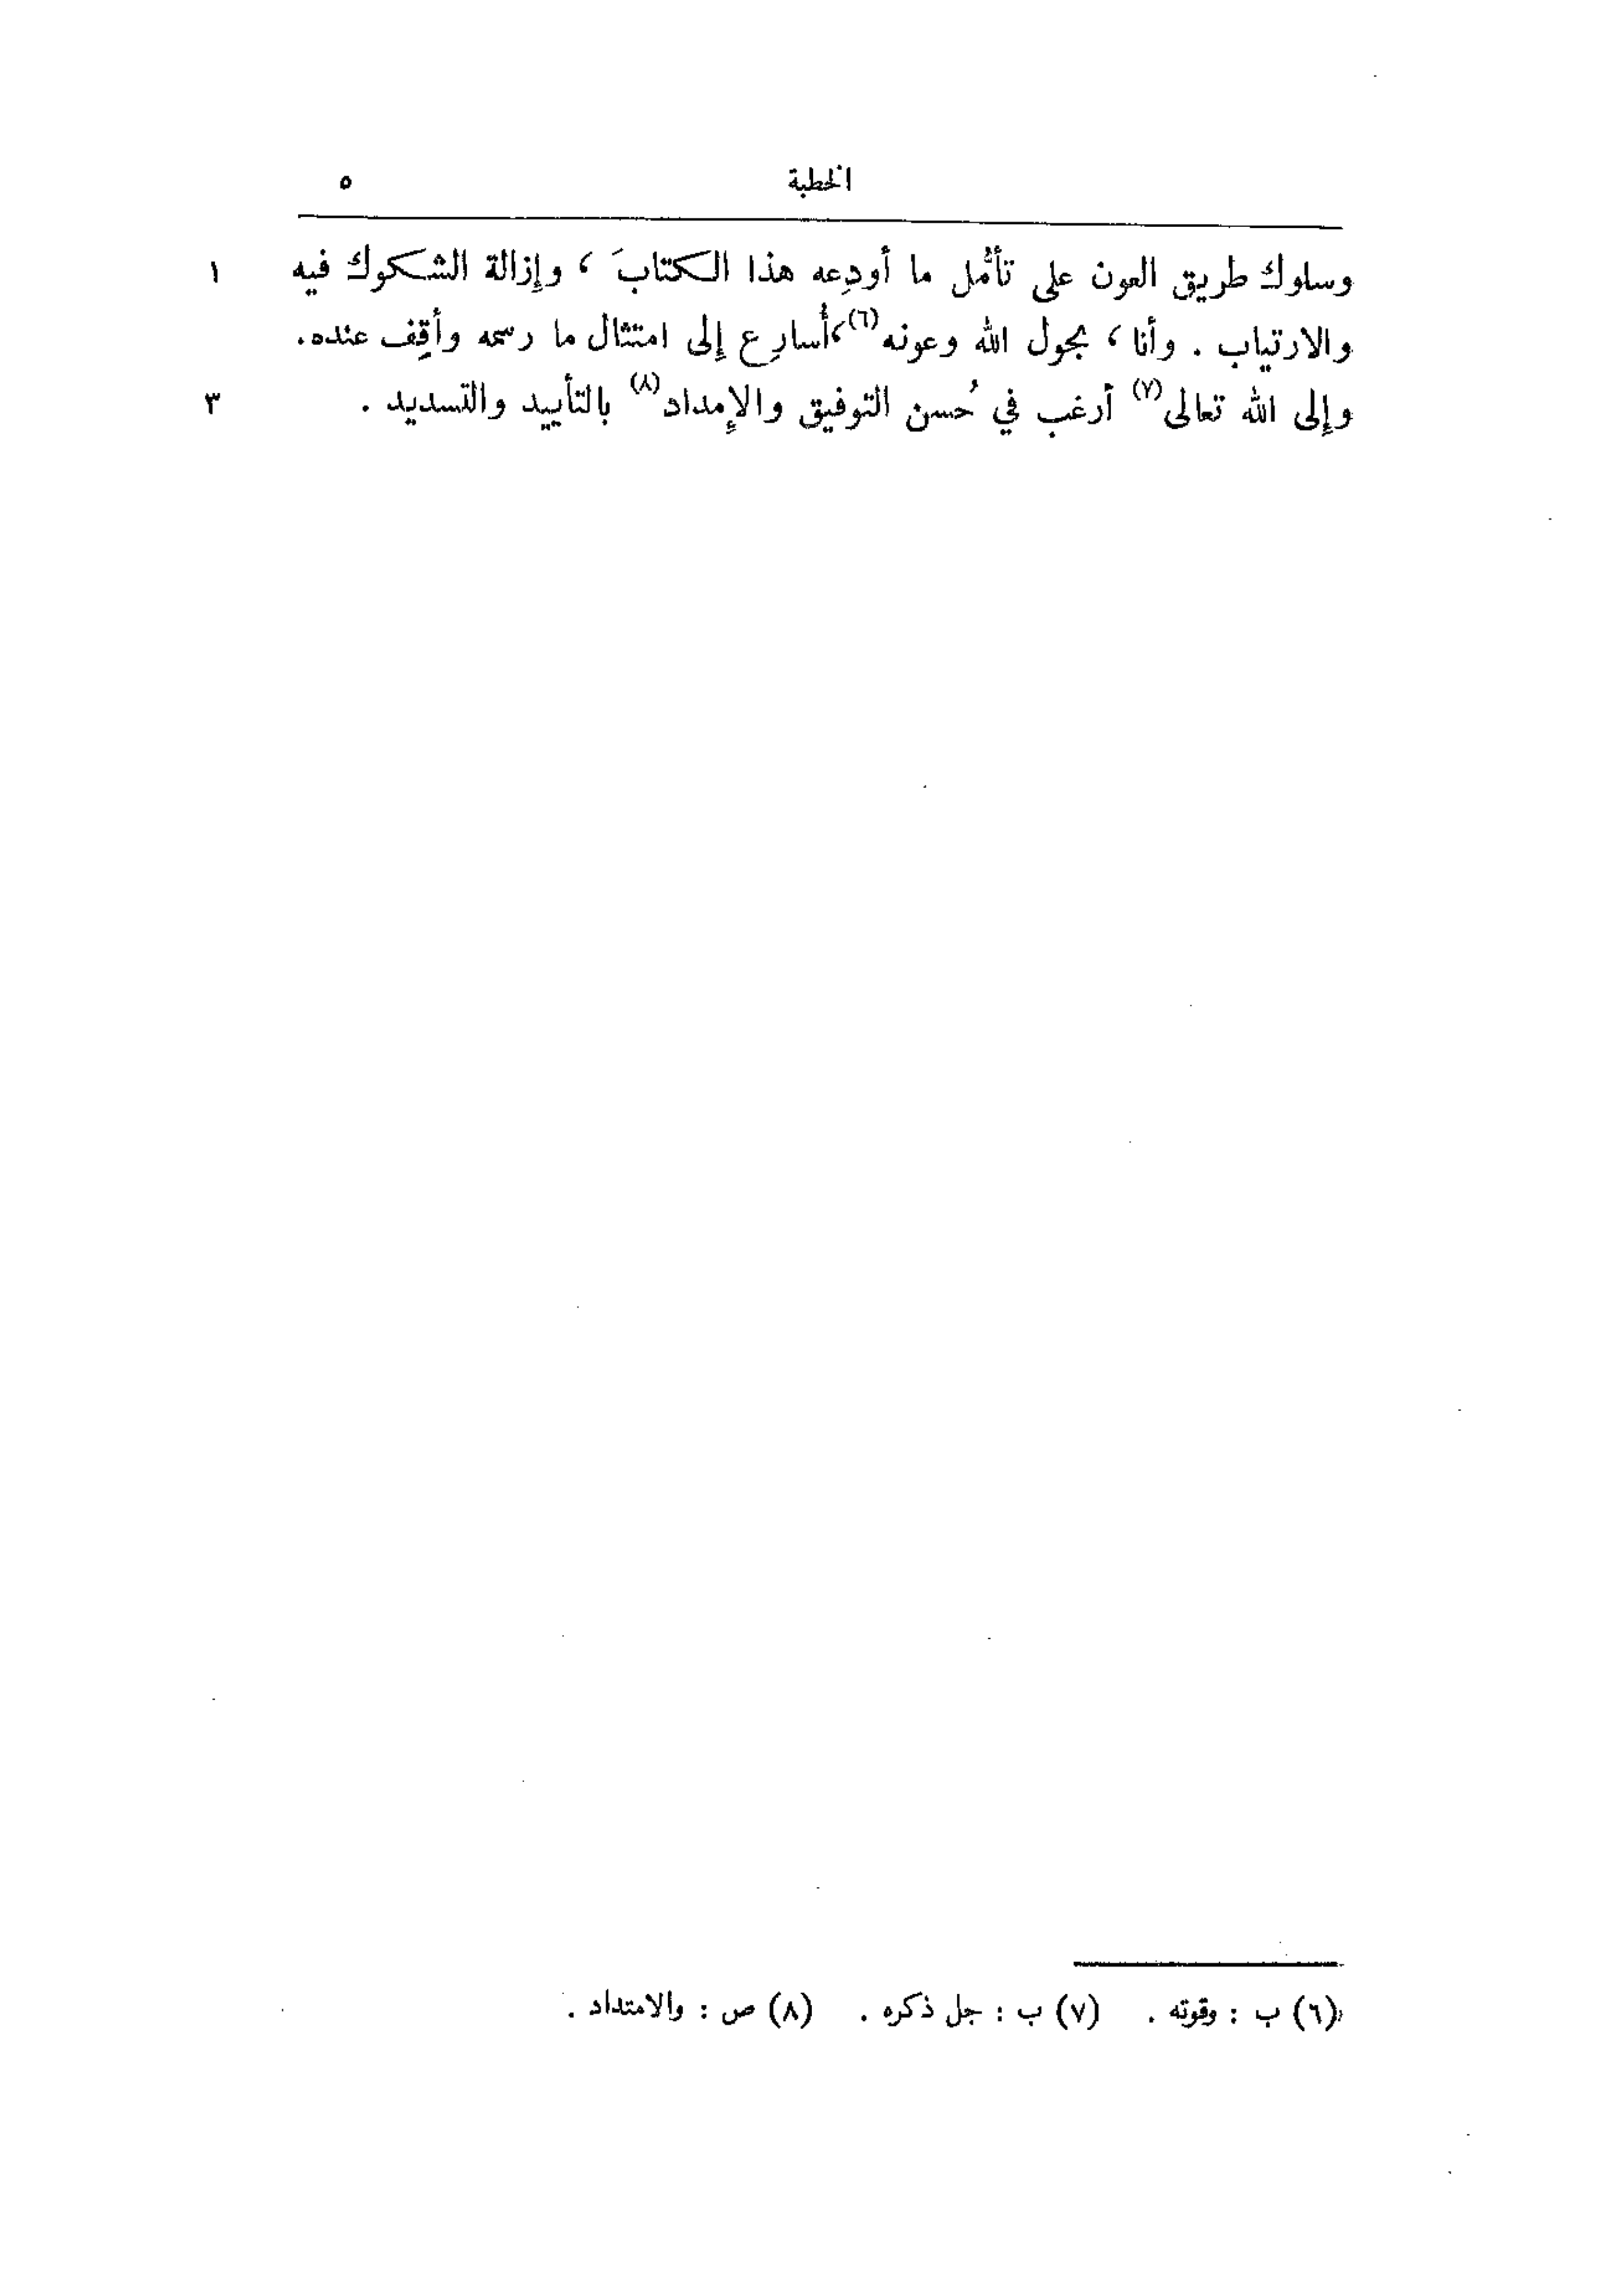 الخطبة ٥
وسلوك طريق العون على تأمُّل ما أودِعه هذا الكتابَ ، وإزالة الشكوك فيه ١
والارتياب . وأنا ، بحول الله وعونه(٦)، أُسارِع إلى امتثال ما رسمه وأقِف عنده.
وإلى الله تعالى(٧) أرغب في حُسن التوفيق والإمداد(٨) بالتأييد والتسديد . ٣
(٦) ب : وقوته . (٧) ب : جل ذكره . (٨) ص : والامتداد .